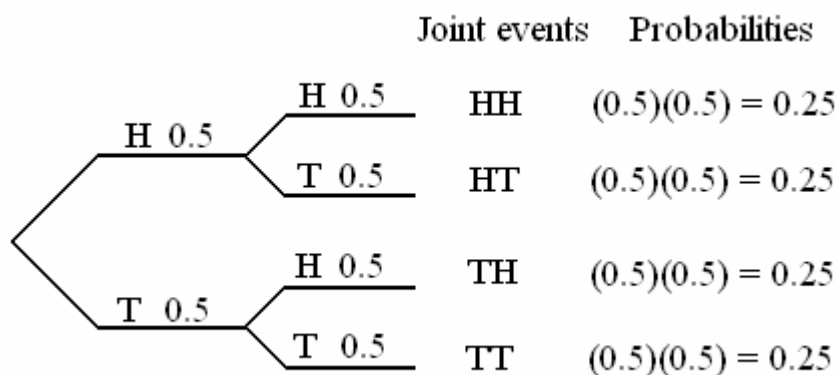 Joint events Probabilities
H 0.5 HH (0.5)(0.5) = 0.25
H 0.5
T 0.5 HT (0.5)(0.5) = 0.25
H 0.5 TH (0.5)(0.5) = 0.25
T 0.5
T 0.5 TT (0.5)(0.5) = 0.25